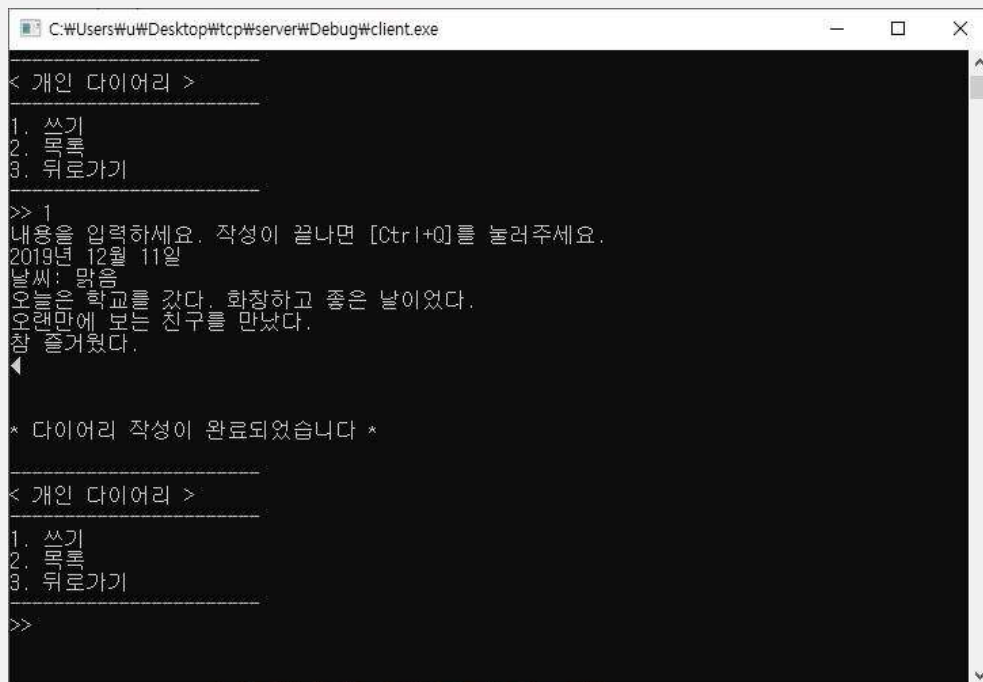 C:₩Users₩u₩Desktop₩tcp₩server₩Debug₩client.exe
------------------------
< 개인 다이어리 >
------------------------
1. 쓰기
2. 목록
3. 뒤로가기
------------------------
>> 1
내용을 입력하세요. 작성이 끝나면 [Ctrl+Q]를 눌러주세요.
2019년 12월 11일
날씨: 맑음
오늘은 학교를 갔다. 화창하고 좋은 날이었다.
오랜만에 보는 친구를 만났다.
참 즐거웠다.
◀
* 다이어리 작성이 완료되었습니다 *
------------------------
< 개인 다이어리 >
------------------------
1. 쓰기
2. 목록
3. 뒤로가기
------------------------
>>